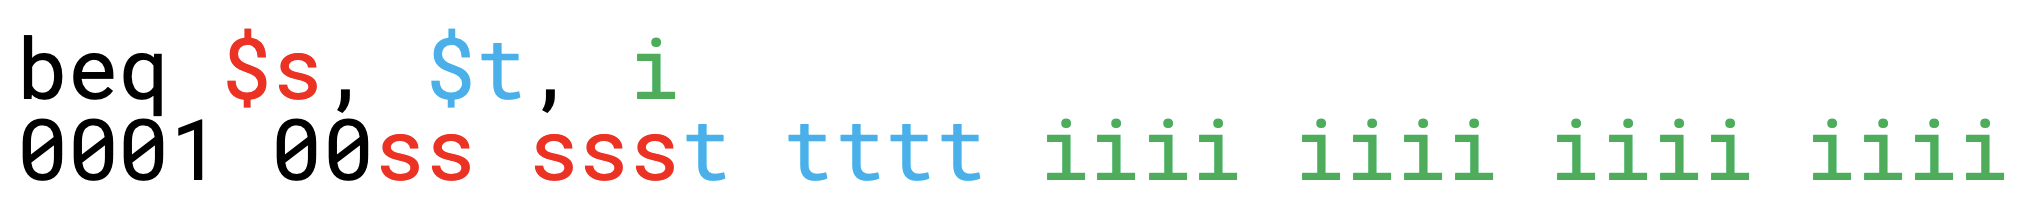 beq $s, $t, i
0001 00ss ssst tttt iiii iiii iiii iiii